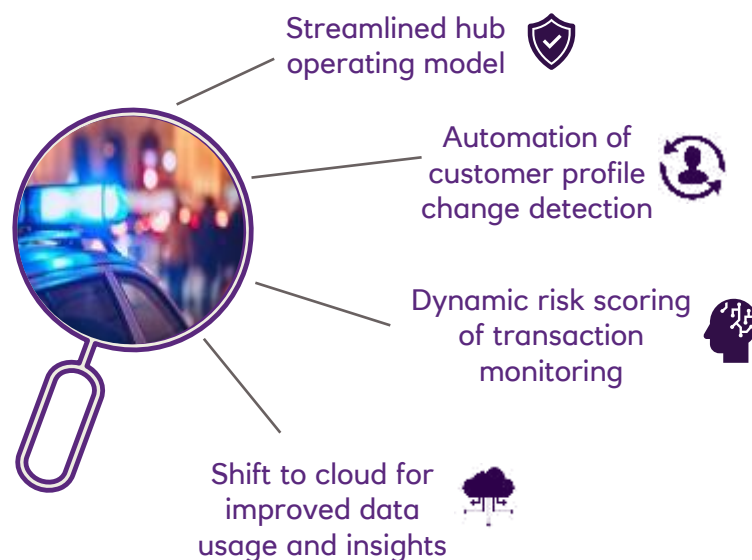 Streamlined hub
operating model
Automation of
customer profile
change detection
Dynamic risk scoring
of transaction
monitoring
Shift to cloud for
improved data
usage and insights